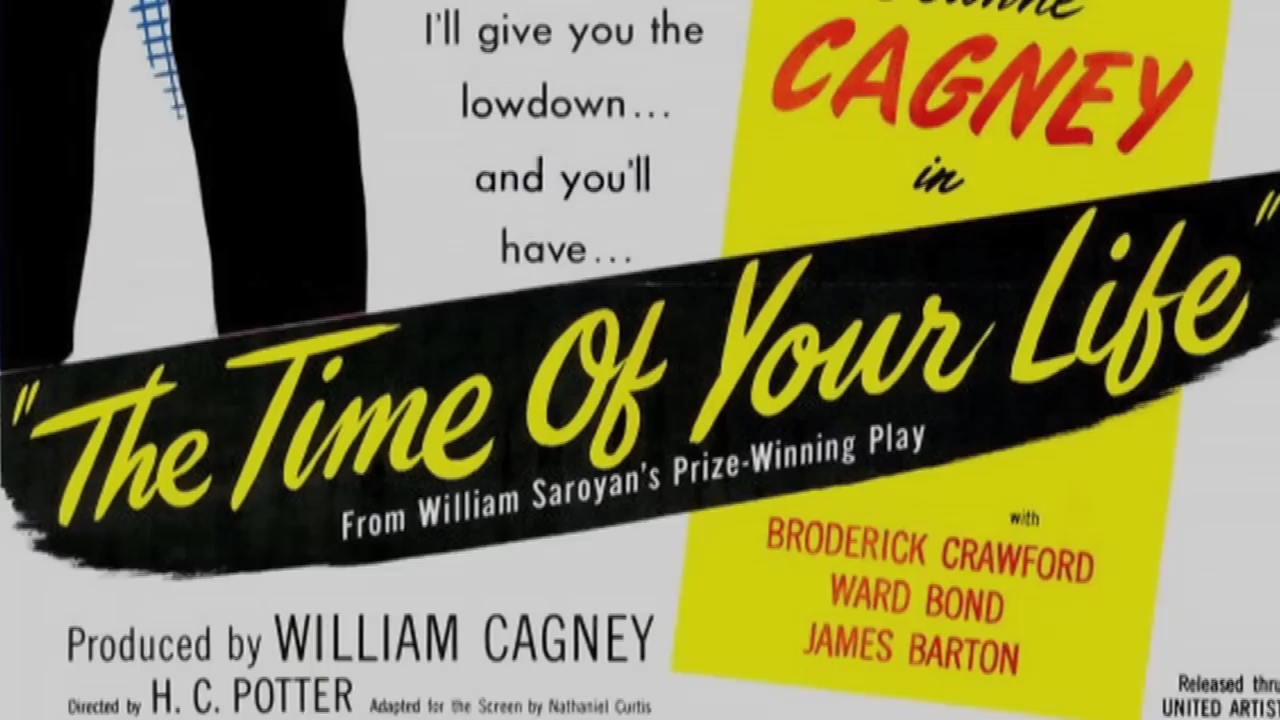 I'll give you the
lowdown...
and you'll
have...
CAGNEY
in
"The Time Of Your Life"
From William Saroyan's Prize-Winning Play
with
BRODERICK CRAWFORD
WARD BOND
JAMES BARTON
Produced by WILLIAM CAGNEY
Directed by H. C. POTTER Adapted for the Screen by Nathaniel Curtis
Released thru
UNITED